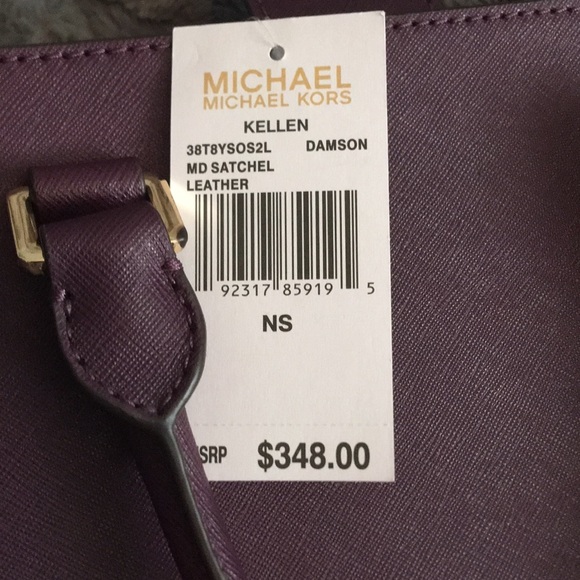 MICHAEL
MICHAEL KORS
KELLEN
38T8YSOS2L DAMSON
MD SATCHEL
LEATHER
92317 85919 5
NS
SRP $348.00